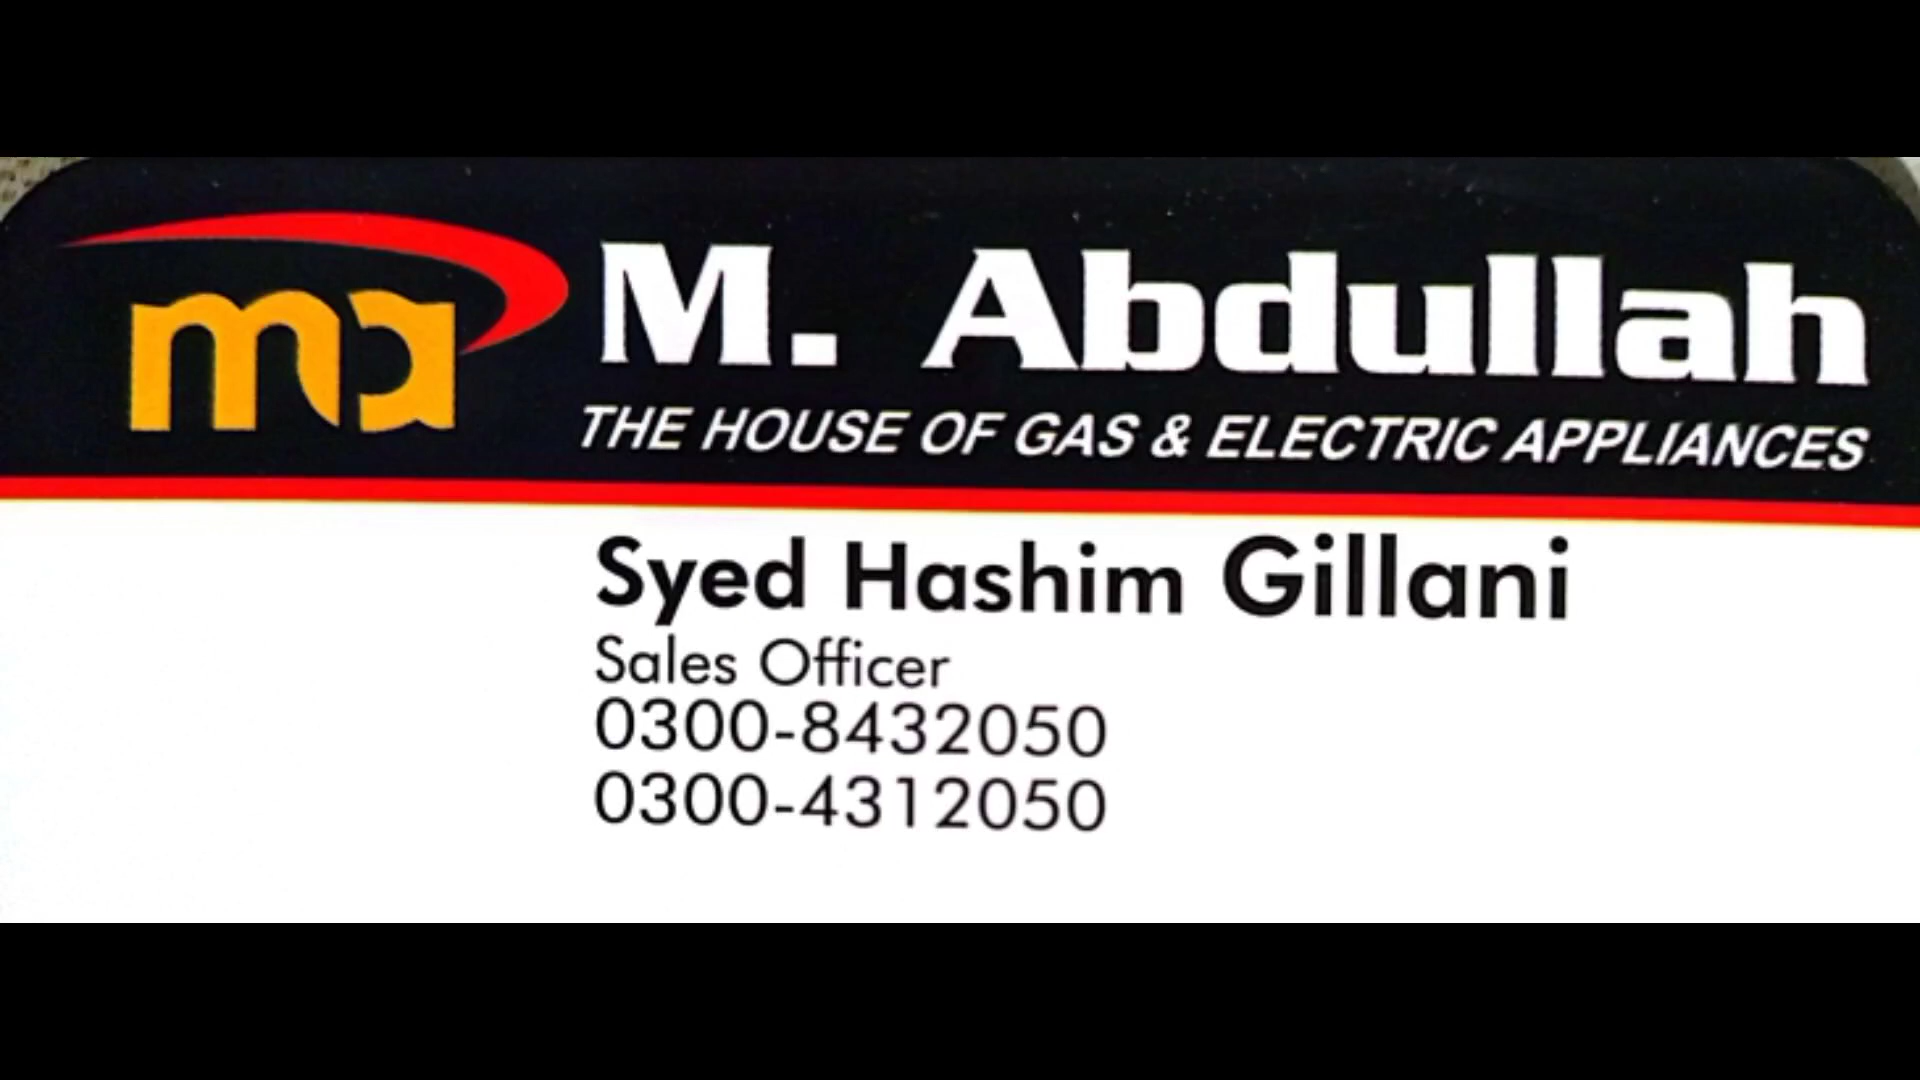 ma
M. Abdullah
THE HOUSE OF GAS & ELECTRIC APPLIANCES
Syed Hashim Gillani
Sales Officer
0300-8432050
0300-4312050